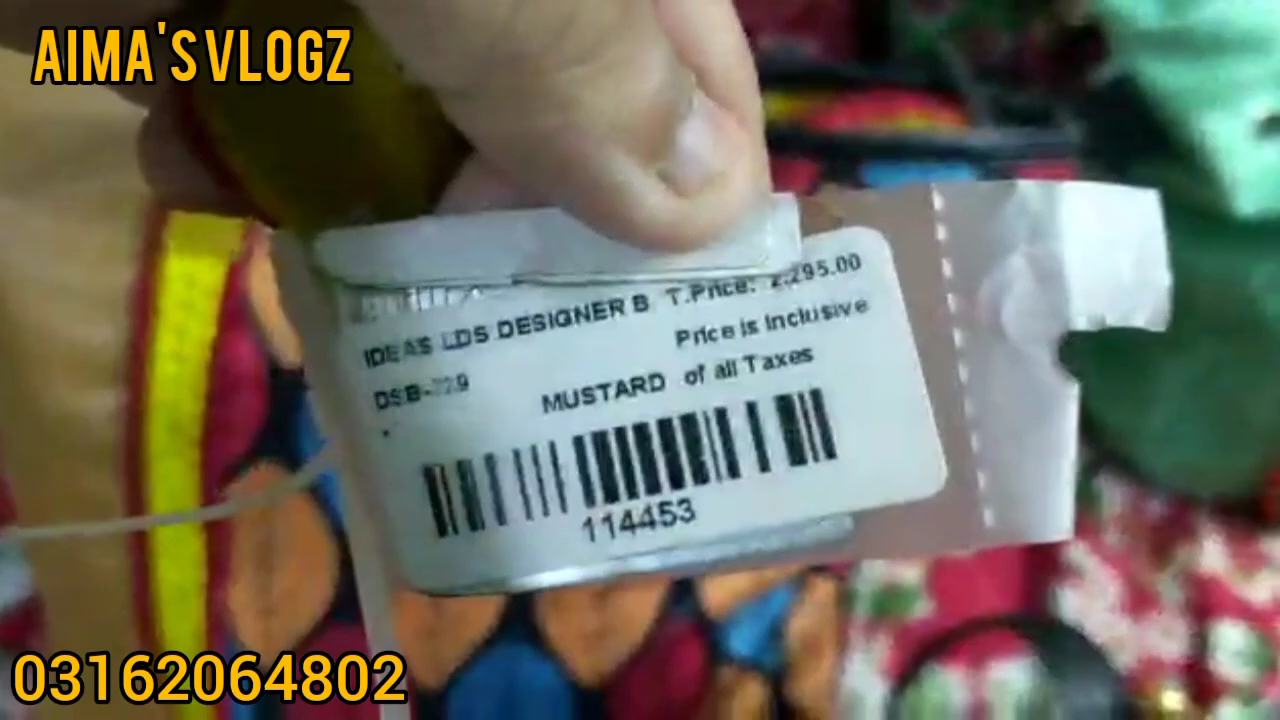 AIMA'S VLOGZ
IDEAS LDS DESIGNER B T.Price: 2,295.00
Price is Inclusive
MUSTARD of all Taxes
114453
03162064802